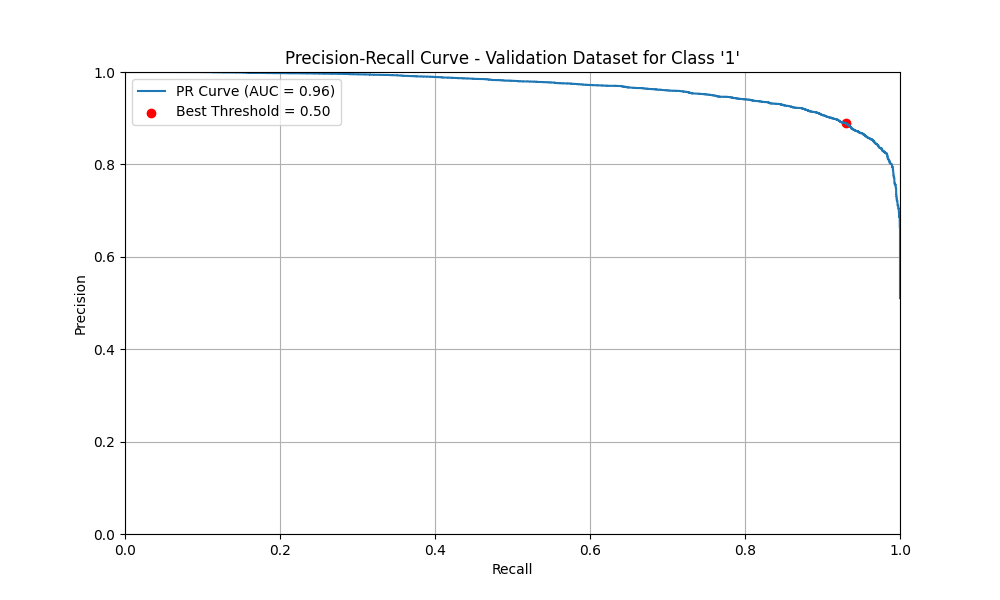 Precision-Recall Curve - Validation Dataset for Class '1'
PR Curve (AUC = 0.96)
Best Threshold = 0.50
1.0
0.8
0.6
0.4
0.2
0.0
Precision
0.0 0.2 0.4 0.6 0.8 1.0
Recall